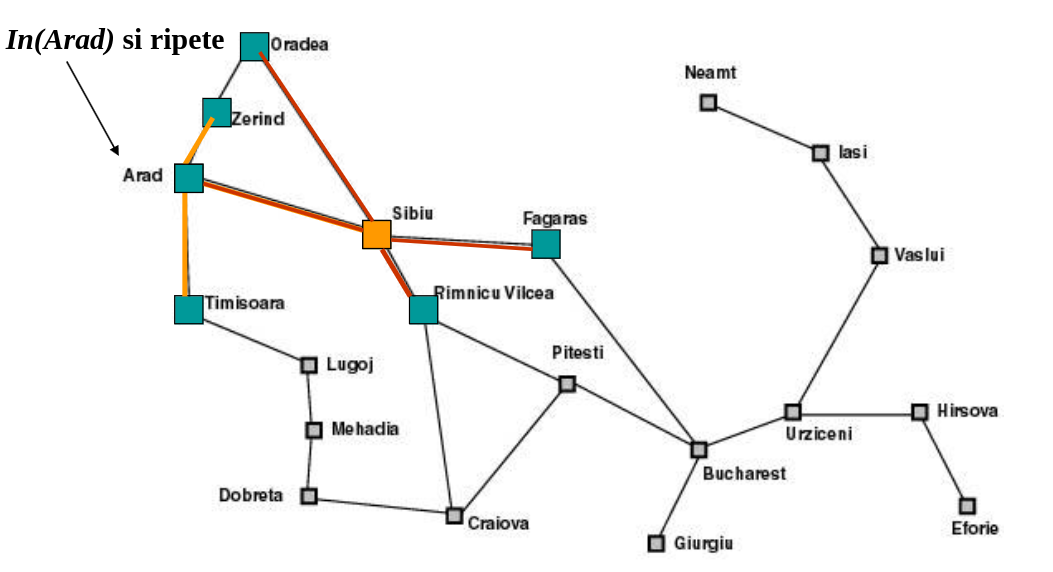 In(Arad) si ripete
Oradea
Neamt
Zerind
Iasi
Arad
Sibiu
Fagaras
Vaslui
Rimnicu Vilcea
Timisoara
Pitesti
Lugoj
Hirsova
Mehadia
Urziceni
Bucharest
Dobreta
Craiova
Eforie
Giurgiu